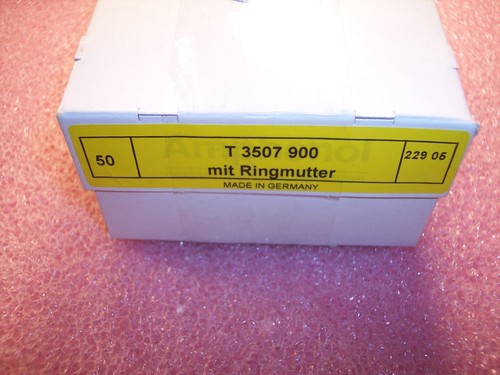 50
T 3507 900
229 05
mit Ringmutter
MADE IN GERMANY